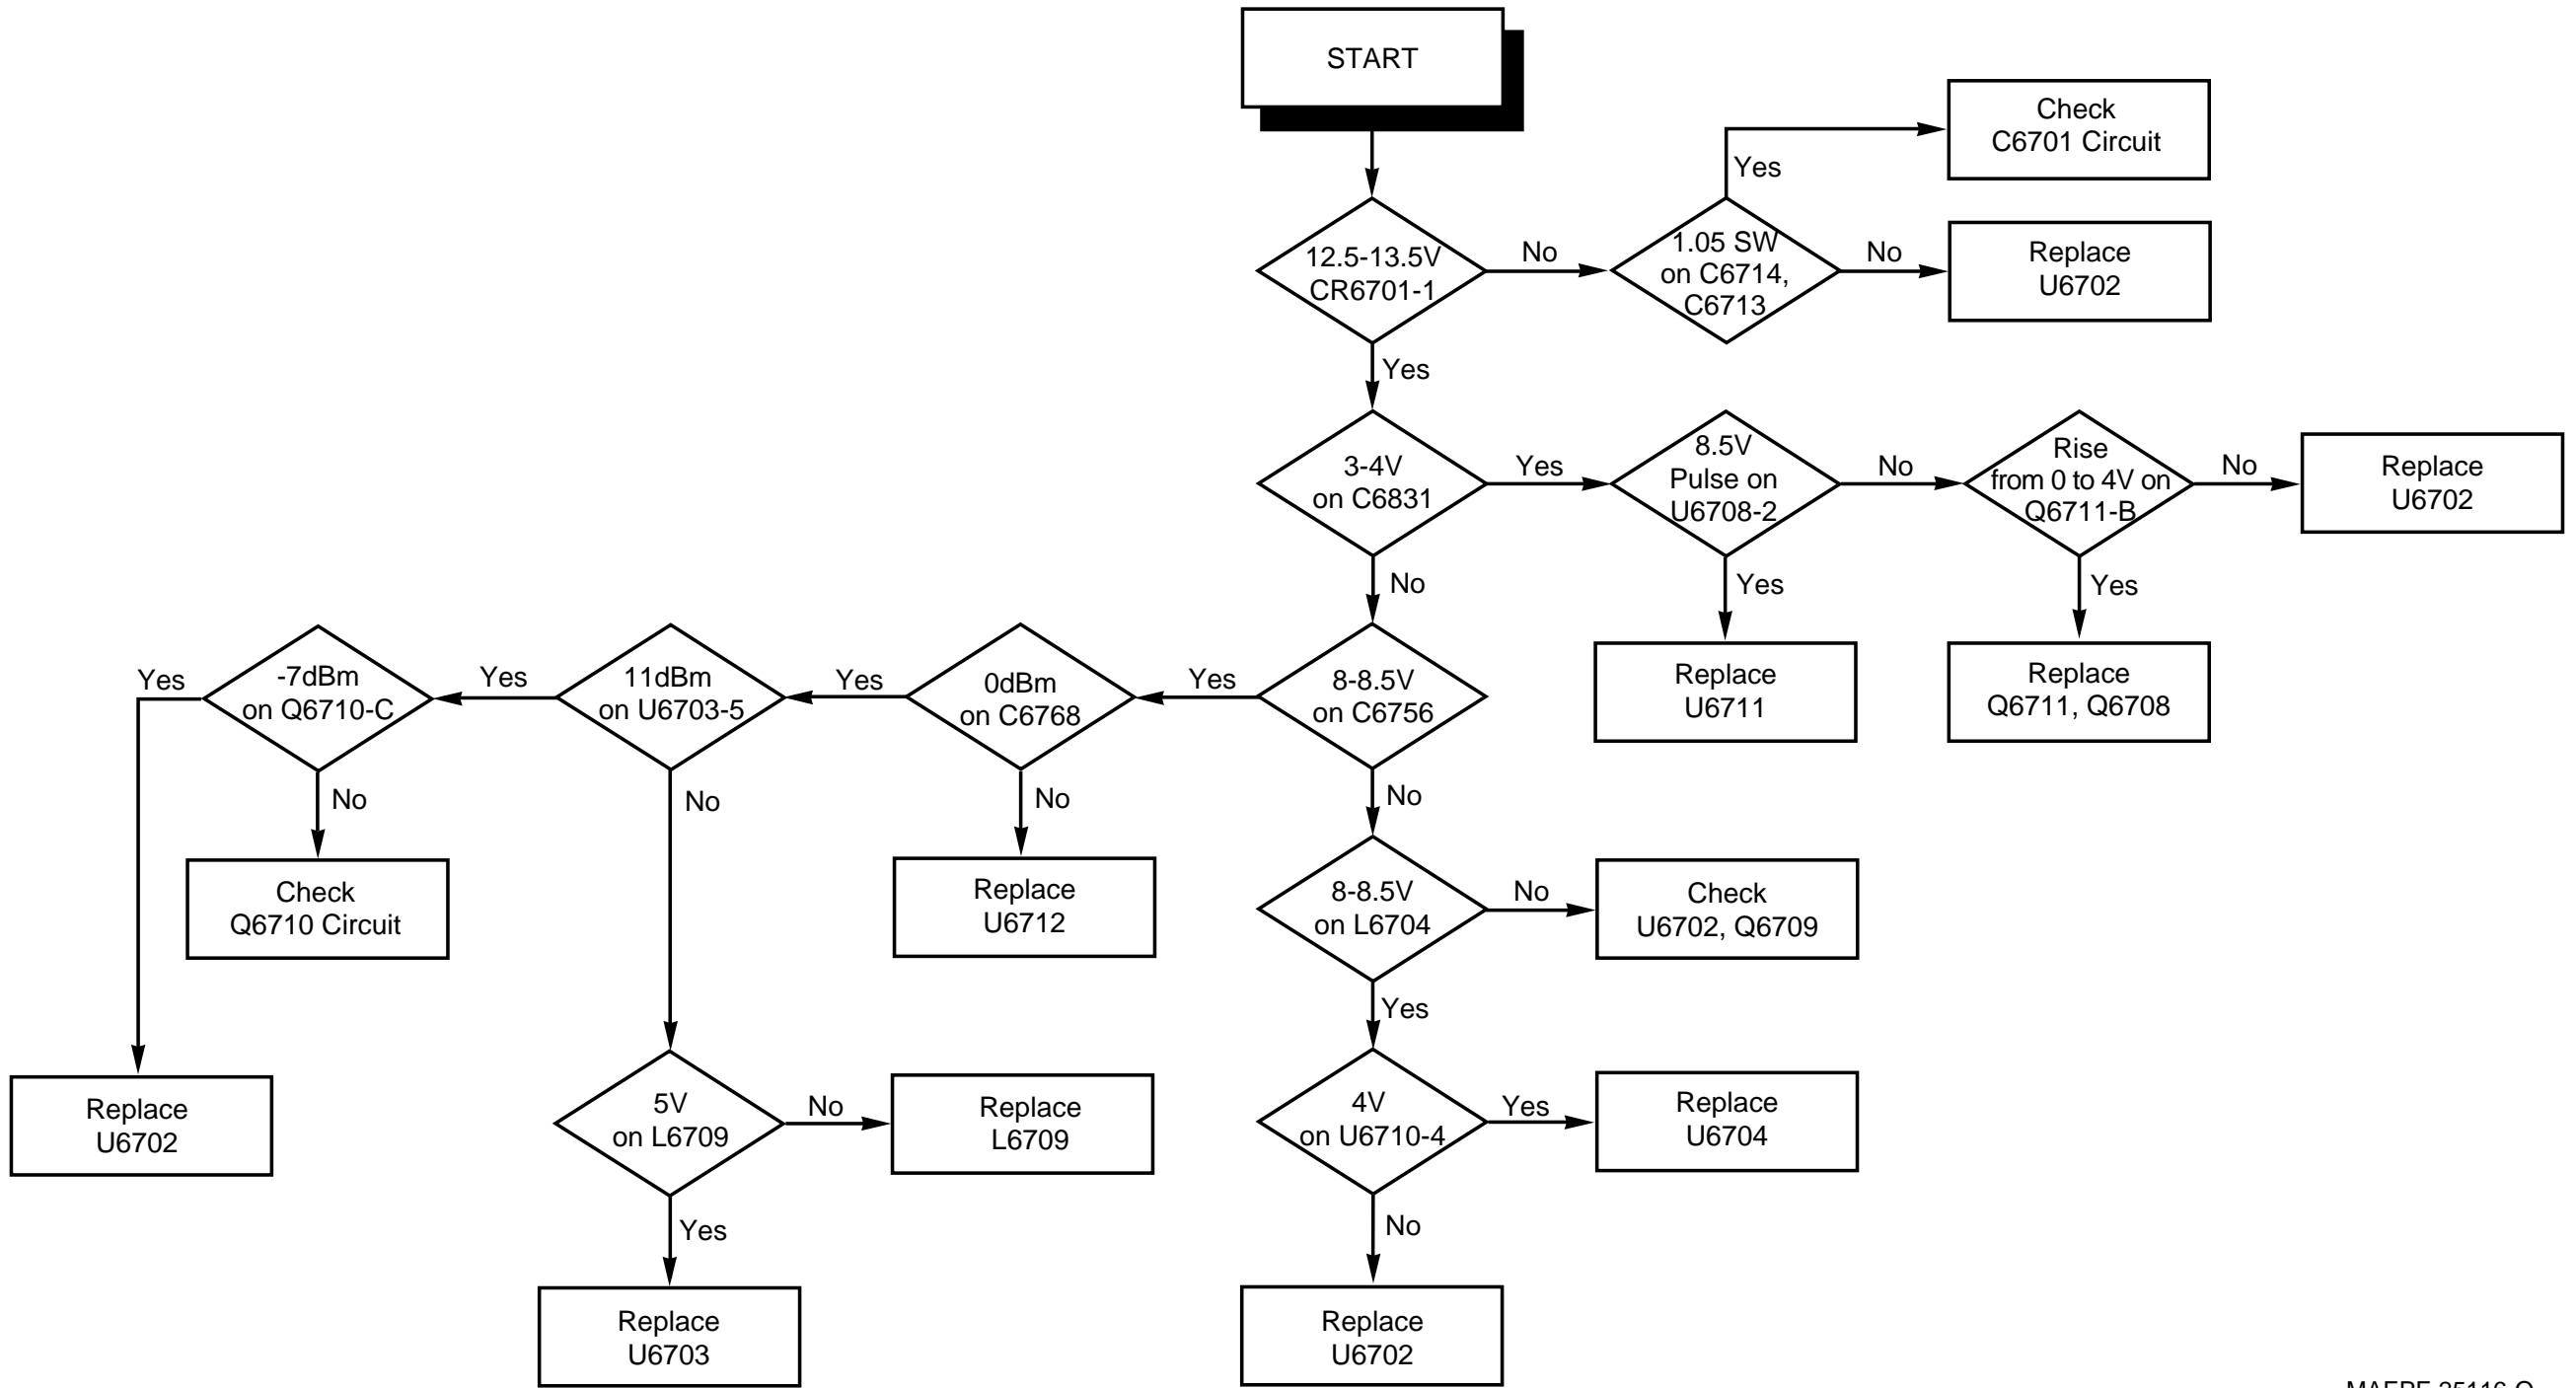 START
Check
C6701 Circuit
Yes
12.5-13.5V
CR6701-1
No
1.05 SW
on C6714,
C6713
No
Replace
U6702
Yes
3-4V
on C6831
Yes
8.5V
Pulse on
U6708-2
No
Rise
from 0 to 4V on
Q6711-B
No
Replace
U6702
No
Yes
Yes
Yes
-7dBm
on Q6710-C
Yes
11dBm
on U6703-5
Yes
0dBm
on C6768
Yes
8-8.5V
on C6756
Replace
U6711
Replace
Q6711, Q6708
No
No
No
No
Check
Q6710 Circuit
Replace
U6712
8-8.5V
on L6704
No
Check
U6702, Q6709
Yes
Replace
U6702
5V
on L6709
No
Replace
L6709
4V
on U6710-4
Yes
Replace
U6704
Yes
No
Replace
U6703
Replace
U6702